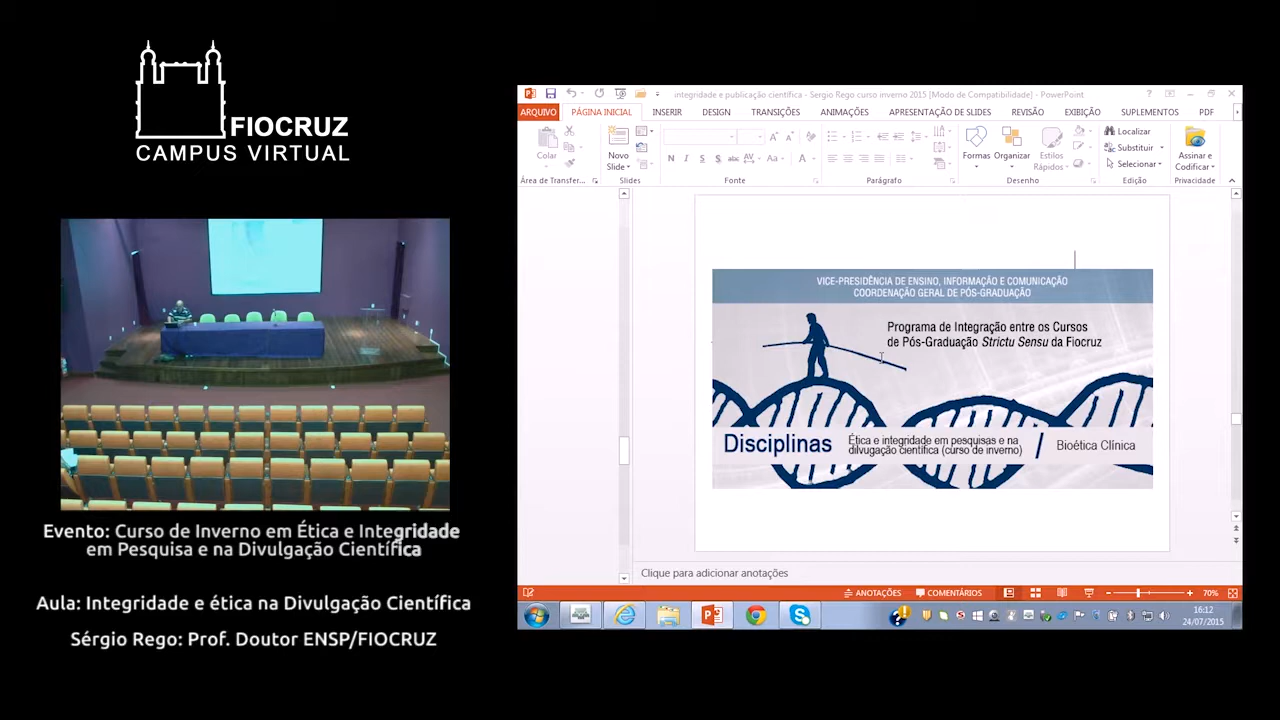 FIOCRUZ
CAMPUS VIRTUAL
Evento: Curso de Inverno em Ética e Integridade
em Pesquisa e na Divulgação Científica
Aula: Integridade e ética na Divulgação Científica
Sérgio Rego: Prof. Doutor ENSP/FIOCRUZ
integridade e publicação científica - Sergio Rego curso inverno 2015 [Modo de Compatibilidade] - PowerPoint
ARQUIVO PÁGINA INICIAL INSERIR DESIGN TRANSIÇÕES ANIMAÇÕES APRESENTAÇÃO DE SLIDES REVISÃO EXIBIÇÃO SUPLEMENTOS PDF
Colar
Novo
Slide
N I S S abc AV Aa A
Formas Organizar Estilos
Rápidos
Localizar
Substituir
Selecionar
Assinar e
Codificar
Área de Transfer... Slides Fonte Parágrafo Desenho Edição Privacidade
VICE-PRESIDÊNCIA DE ENSINO, INFORMAÇÃO E COMUNICAÇÃO
COORDENAÇÃO GERAL DE PÓS-GRADUAÇÃO
Programa de Integração entre os Cursos
de Pós-Graduação Strictu Sensu da Fiocruz
Disciplinas
Ética e integridade em pesquisas e na
dilvugação científica (curso de inverno)
/ Bioética Clínica
Clique para adicionar anotações
ANOTAÇÕES COMENTÁRIOS 70%
16:12
24/07/2015